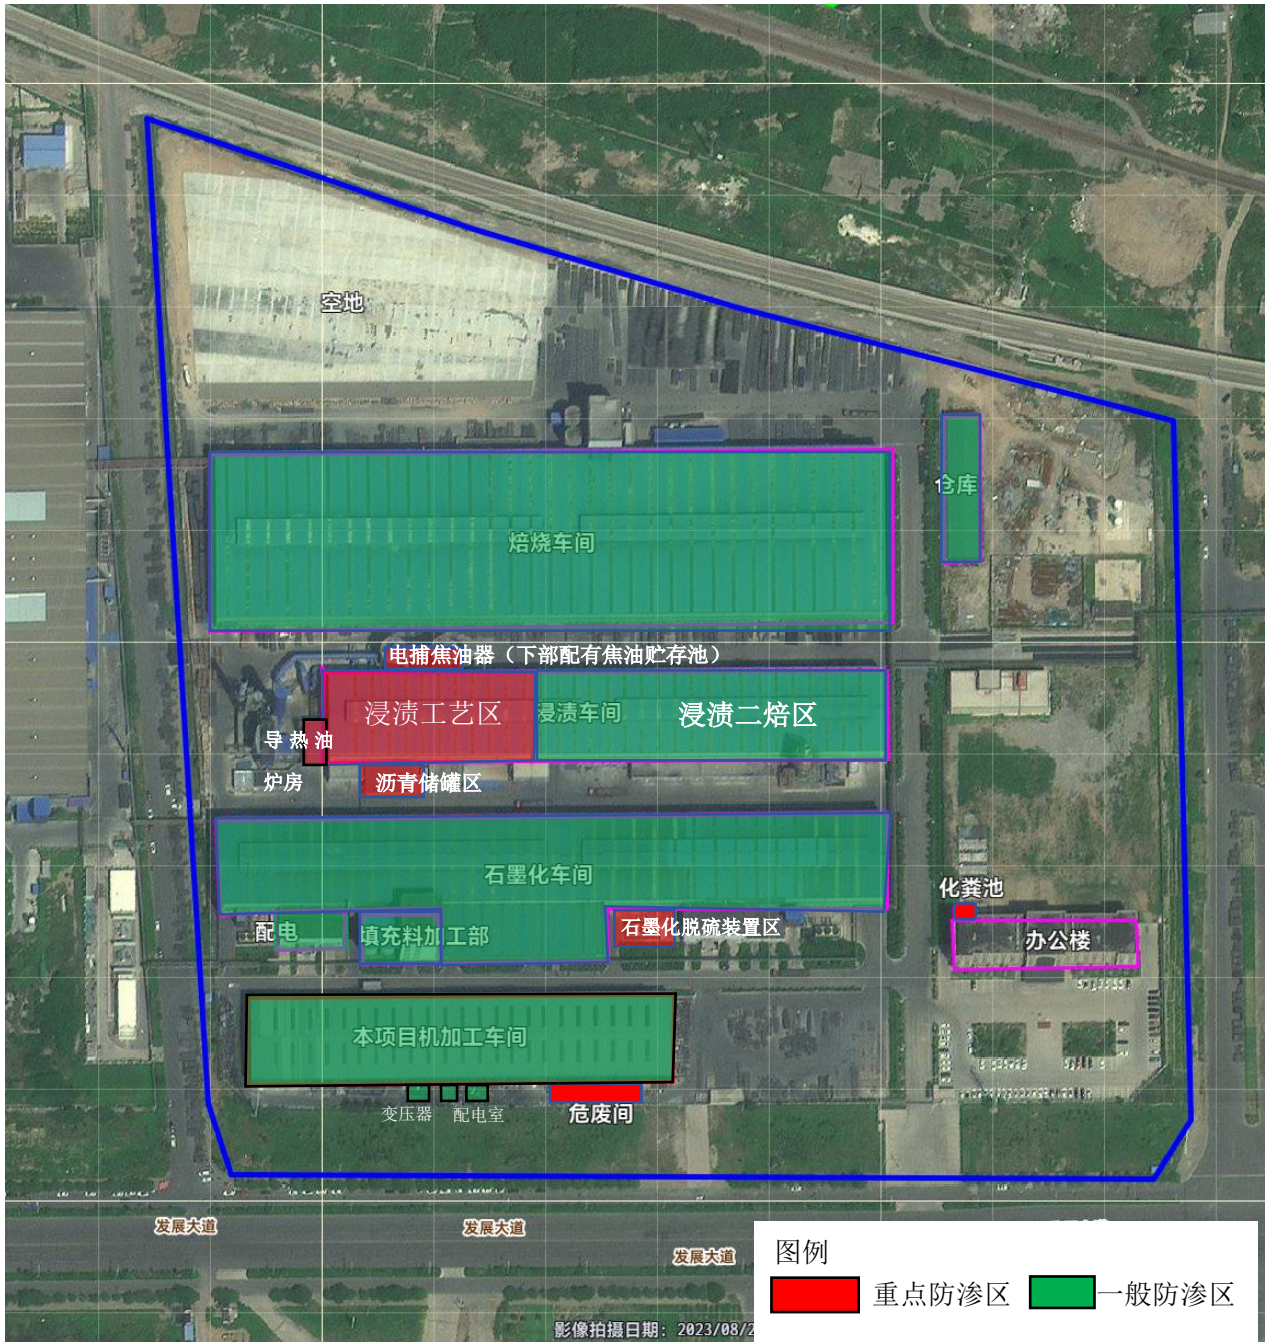 空地
仓库
焙烧车间
电捕焦油器（下部配有焦油贮存池）
浸渍工艺区
浸渍车间
浸渍二焙区
导 热 油
炉房
沥青储罐区
石墨化车间
化粪池
配电
填充料加工部
石墨化脱硫装置区
办公楼
本项目机加工车间
变压器
配电室
危废间
发展大道
发展大道
发展大道
图例
重点防渗区
一般防渗区
影像拍摄日期: 2023/08/2